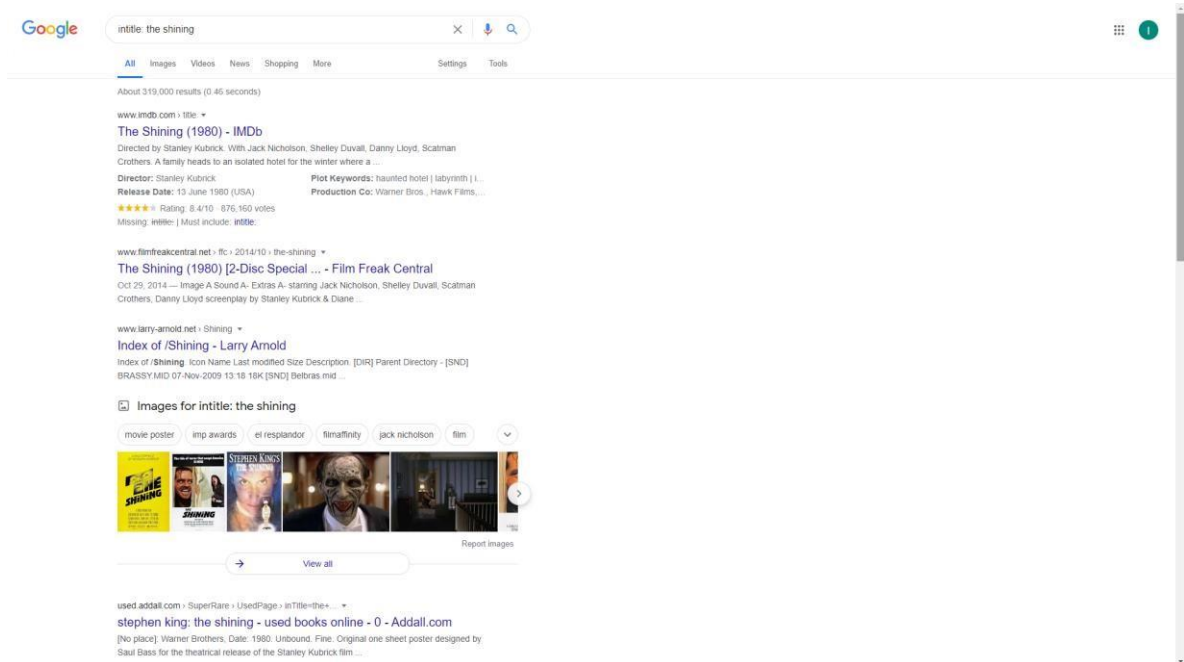 Google
intitle: the shining
All Images Videos News Shopping More Settings Tools
About 319,000 results (0.46 seconds)
www.imdb.com › title
The Shining (1980) - IMDb
Directed by Stanley Kubrick. With Jack Nicholson, Shelley Duvall, Danny Lloyd, Scatman
Crothers. A family heads to an isolated hotel for the winter where a ...
Director: Stanley Kubrick Plot Keywords: haunted hotel | labyrinth | i...
Release Date: 13 June 1980 (USA) Production Co: Warner Bros., Hawk Films,...
Rating: 8.4/10 · 876,160 votes
Missing: intitle: | Must include: intitle:
www.filmfreakcentral.net › ffc › 2014/10 › the-shining
The Shining (1980) [2-Disc Special ... - Film Freak Central
Oct 29, 2014 — Image A Sound A- Extras A- starring Jack Nicholson, Shelley Duvall, Scatman
Crothers, Danny Lloyd screenplay by Stanley Kubrick & Diane ...
www.larry-arnold.net › Shining
Index of /Shining - Larry Arnold
Index of /Shining. Icon Name Last modified Size Description. [DIR] Parent Directory - [SND]
BRASSY.MID 07-Nov-2009 13:18 18K [SND] Belbras.mid ...
Images for intitle: the shining
movie poster imp awards el resplandor filmaffinity jack nicholson film
THE
SHINING
SHINING
STEPHEN KING'S
THE SHINING
Report images
View all
used.addall.com › SuperRare › UsedPage › inTitle=the+...
stephen king: the shining - used books online - 0 - Addall.com
[No place]: Warner Brothers, Date: 1980. Unbound. Fine. Original one sheet poster designed by
Saul Bass for the theatrical release of the Stanley Kubrick film ...